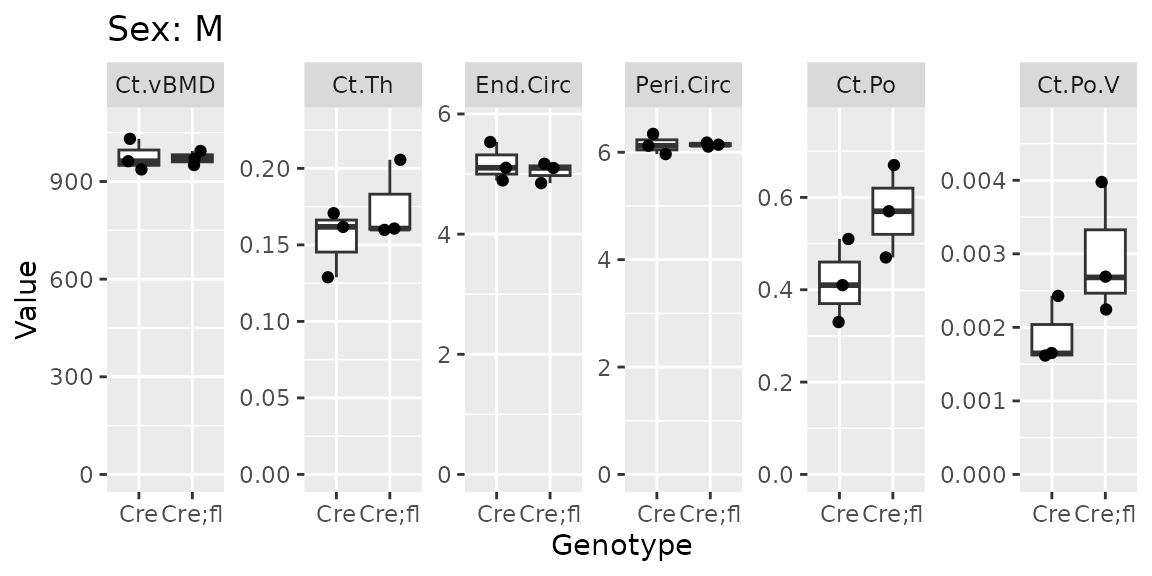 Sex: M
Ct.vBMD Ct.Th End.Circ Peri.Circ Ct.Po Ct.Po.V
Value
0 300 600 900
0.00 0.05 0.10 0.15 0.20
0 2 4 6
0 2 4 6
0.0 0.2 0.4 0.6
0.000 0.001 0.002 0.003 0.004
Cre Cre;fl Cre Cre;fl Cre Cre;fl Cre Cre;fl Cre Cre;fl Cre Cre;fl
Genotype